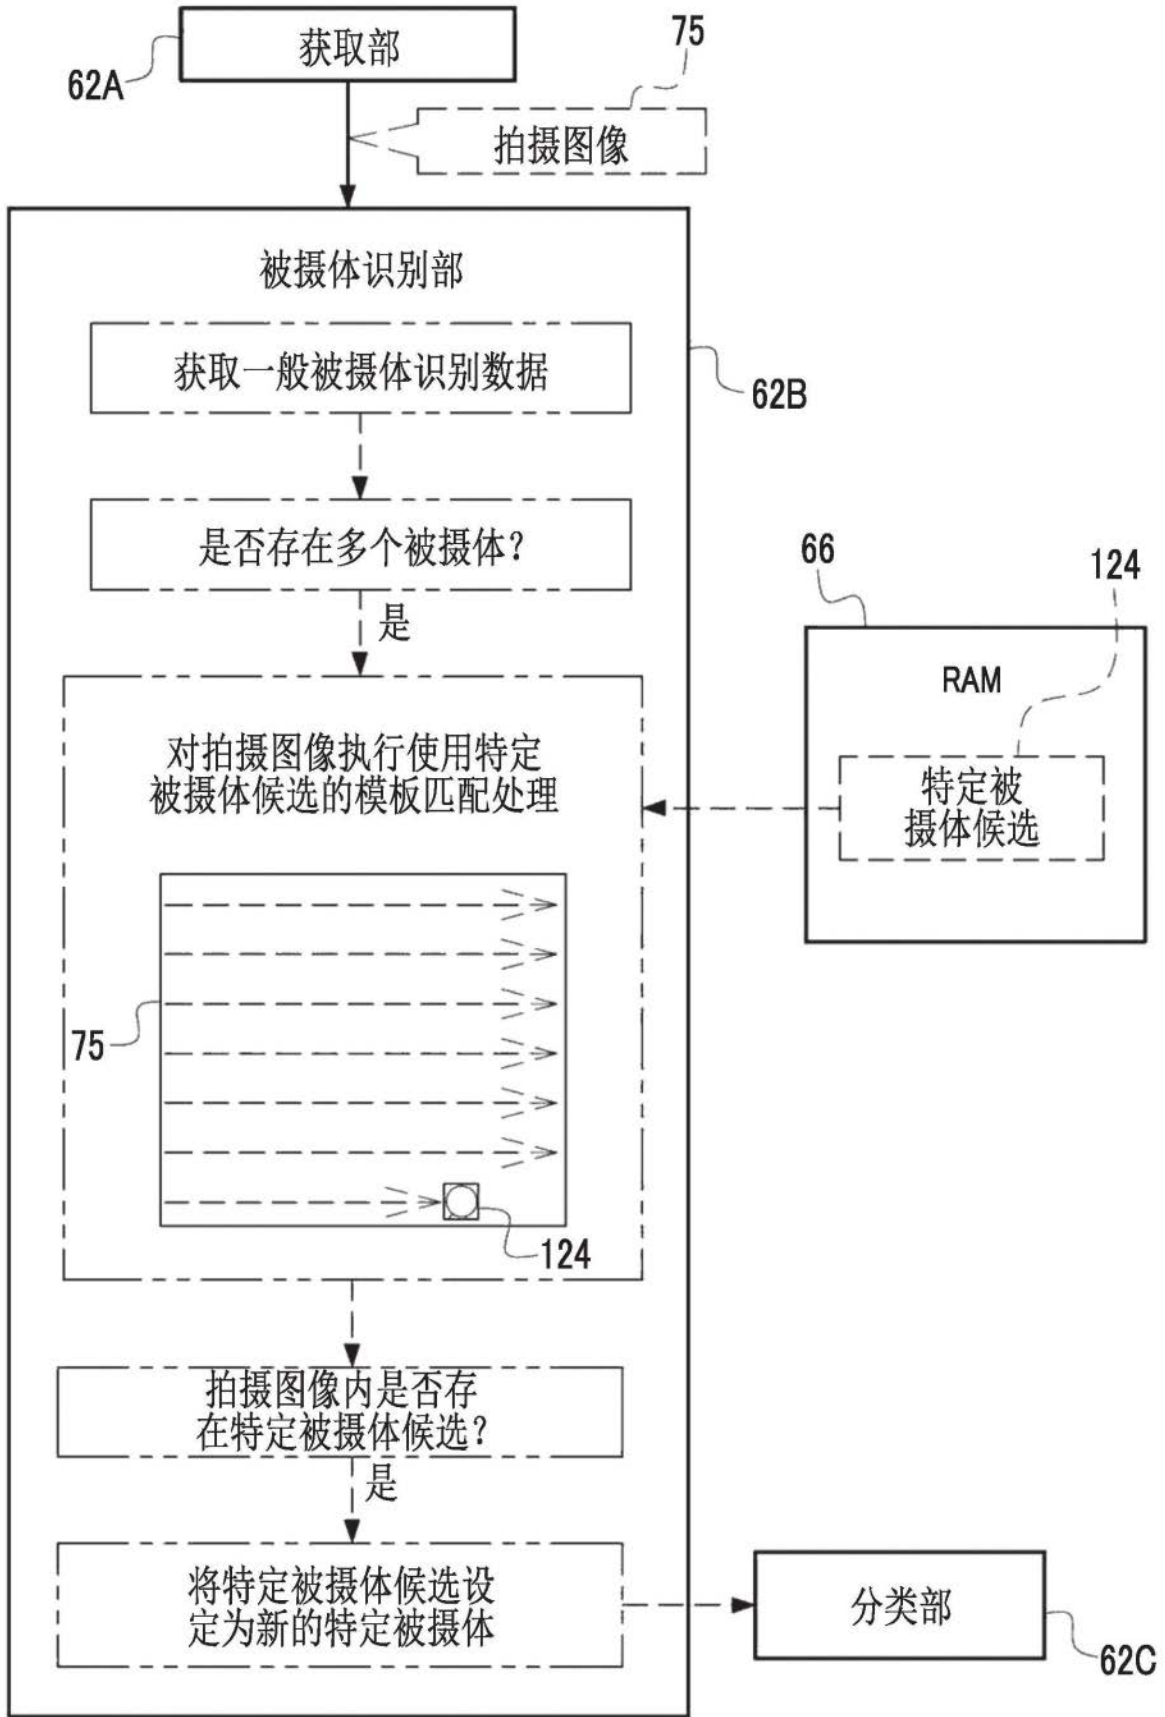 获取部
62A
75
拍摄图像
被摄体识别部
获取一般被摄体识别数据
62B
是否存在多个被摄体?
是
66
124
RAM
特定被
摄体候选
对拍摄图像执行使用特定
被摄体候选的模板匹配处理
75
124
拍摄图像内是否存
在特定被摄体候选?
是
将特定被摄体候选设
定为新的特定被摄体
分类部
62C